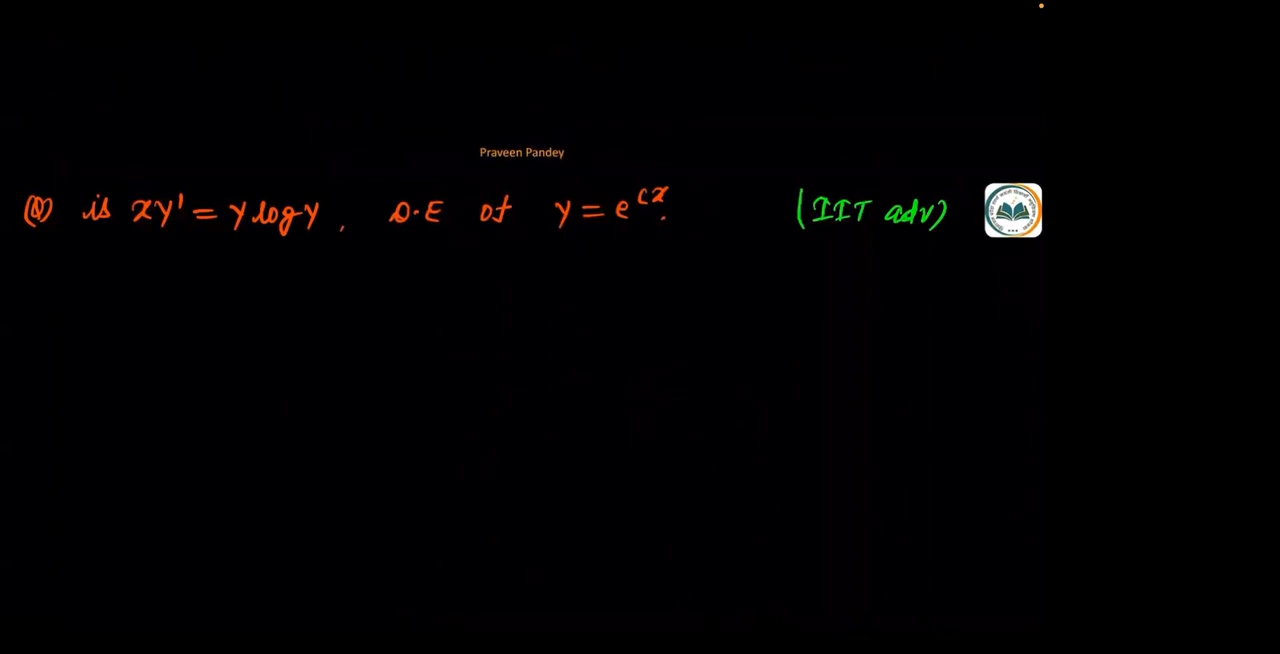 Praveen Pandey
(Q) is xy' = y log y, D.E of y = e^{cx}. (IIT adv)